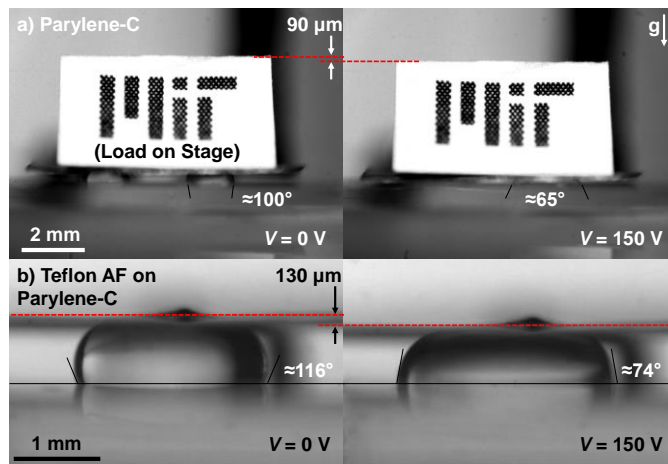 a) Parylene-C
90 µm
g
MIT
(Load on Stage)
≈100°
≈65°
2 mm
V = 0 V
V = 150 V
b) Teflon AF on
Parylene-C
130 µm
≈116°
≈74°
1 mm
V = 0 V
V = 150 V